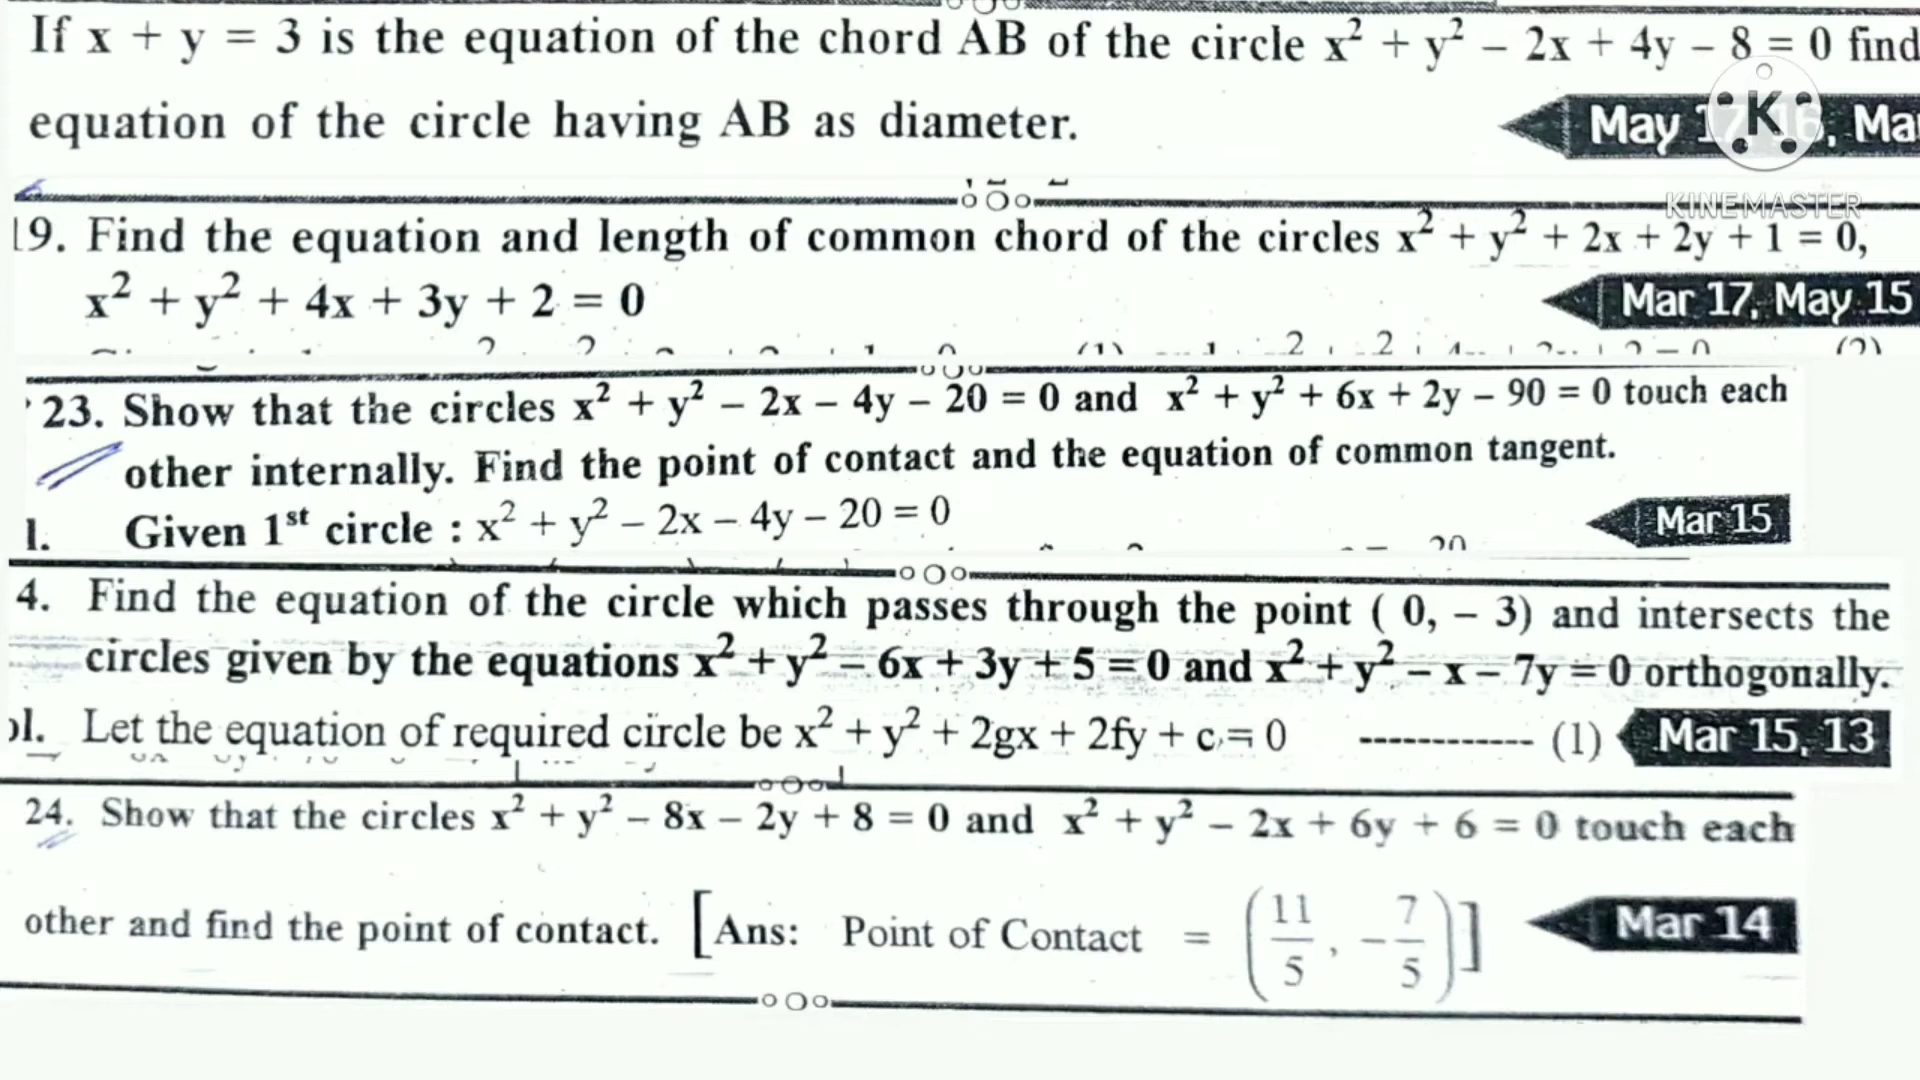 If x + y = 3 is the equation of the chord AB of the circle x² + y² – 2x + 4y – 8 = 0 find
equation of the circle having AB as diameter.
May 17, 16, Ma
KINEMASTER
19. Find the equation and length of common chord of the circles x² + y² + 2x + 2y + 1 = 0,
x² + y² + 4x + 3y + 2 = 0
Mar 17, May 15
23. Show that the circles x² + y² – 2x – 4y – 20 = 0 and x² + y² + 6x + 2y – 90 = 0 touch each
other internally. Find the point of contact and the equation of common tangent.
l. Given 1st circle : x² + y² – 2x – 4y – 20 = 0
Mar 15
4. Find the equation of the circle which passes through the point ( 0, – 3) and intersects the
circles given by the equations x² + y² – 6x + 3y + 5 = 0 and x² + y² – x – 7y = 0 orthogonally.
ol. Let the equation of required circle be x² + y² + 2gx + 2fy + c = 0 ------------ (1) Mar 15, 13
24. Show that the circles x² + y² – 8x – 2y + 8 = 0 and x² + y² – 2x + 6y + 6 = 0 touch each
other and find the point of contact. [Ans: Point of Contact = (11/5, –7/5)] Mar 14